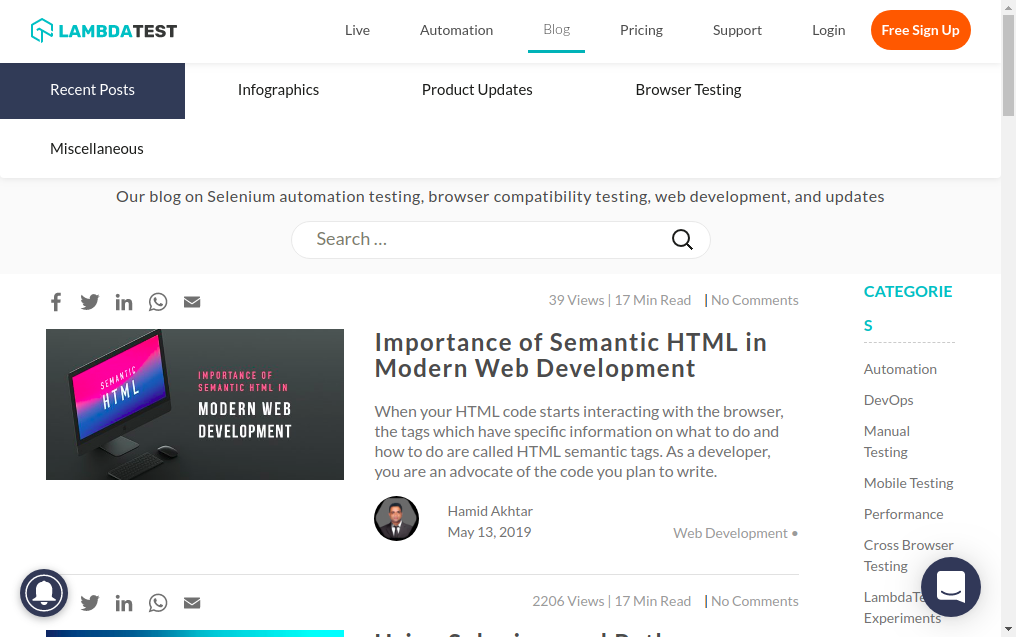 LAMBDATEST
Live Automation Blog Pricing Support Login Free Sign Up
Recent Posts Infographics Product Updates Browser Testing
Miscellaneous
Our blog on Selenium automation testing, browser compatibility testing, web development, and updates
Search ...
39 Views | 17 Min Read | No Comments
SEMANTIC
HTML
IMPORTANCE OF
SEMANTIC HTML IN
MODERN WEB
DEVELOPMENT
Importance of Semantic HTML in
Modern Web Development
When your HTML code starts interacting with the browser,
the tags which have specific information on what to do and
how to do are called HTML semantic tags. As a developer,
you are an advocate of the code you plan to write.
Hamid Akhtar
May 13, 2019
Web Development •
2206 Views | 17 Min Read | No Comments
CATEGORIE
S
Automation
DevOps
Manual
Testing
Mobile Testing
Performance
Cross Browser
Testing
Experiments